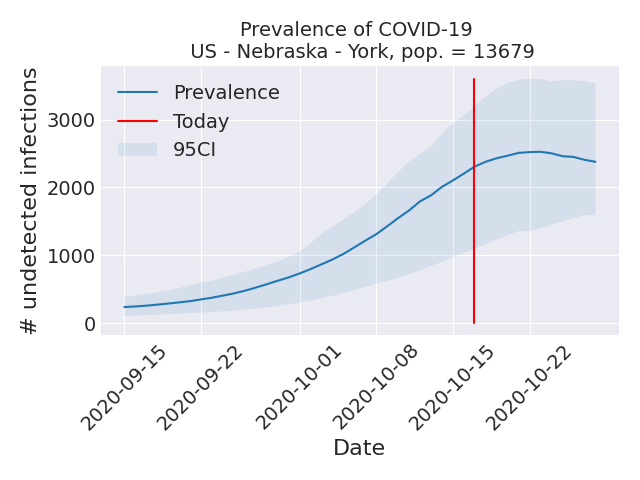 Prevalence of COVID-19
US - Nebraska - York, pop. = 13679
# undetected infections
3000
2000
1000
0
Prevalence
Today
95CI
2020-09-15
2020-09-22
2020-10-01
2020-10-08
2020-10-15
2020-10-22
Date